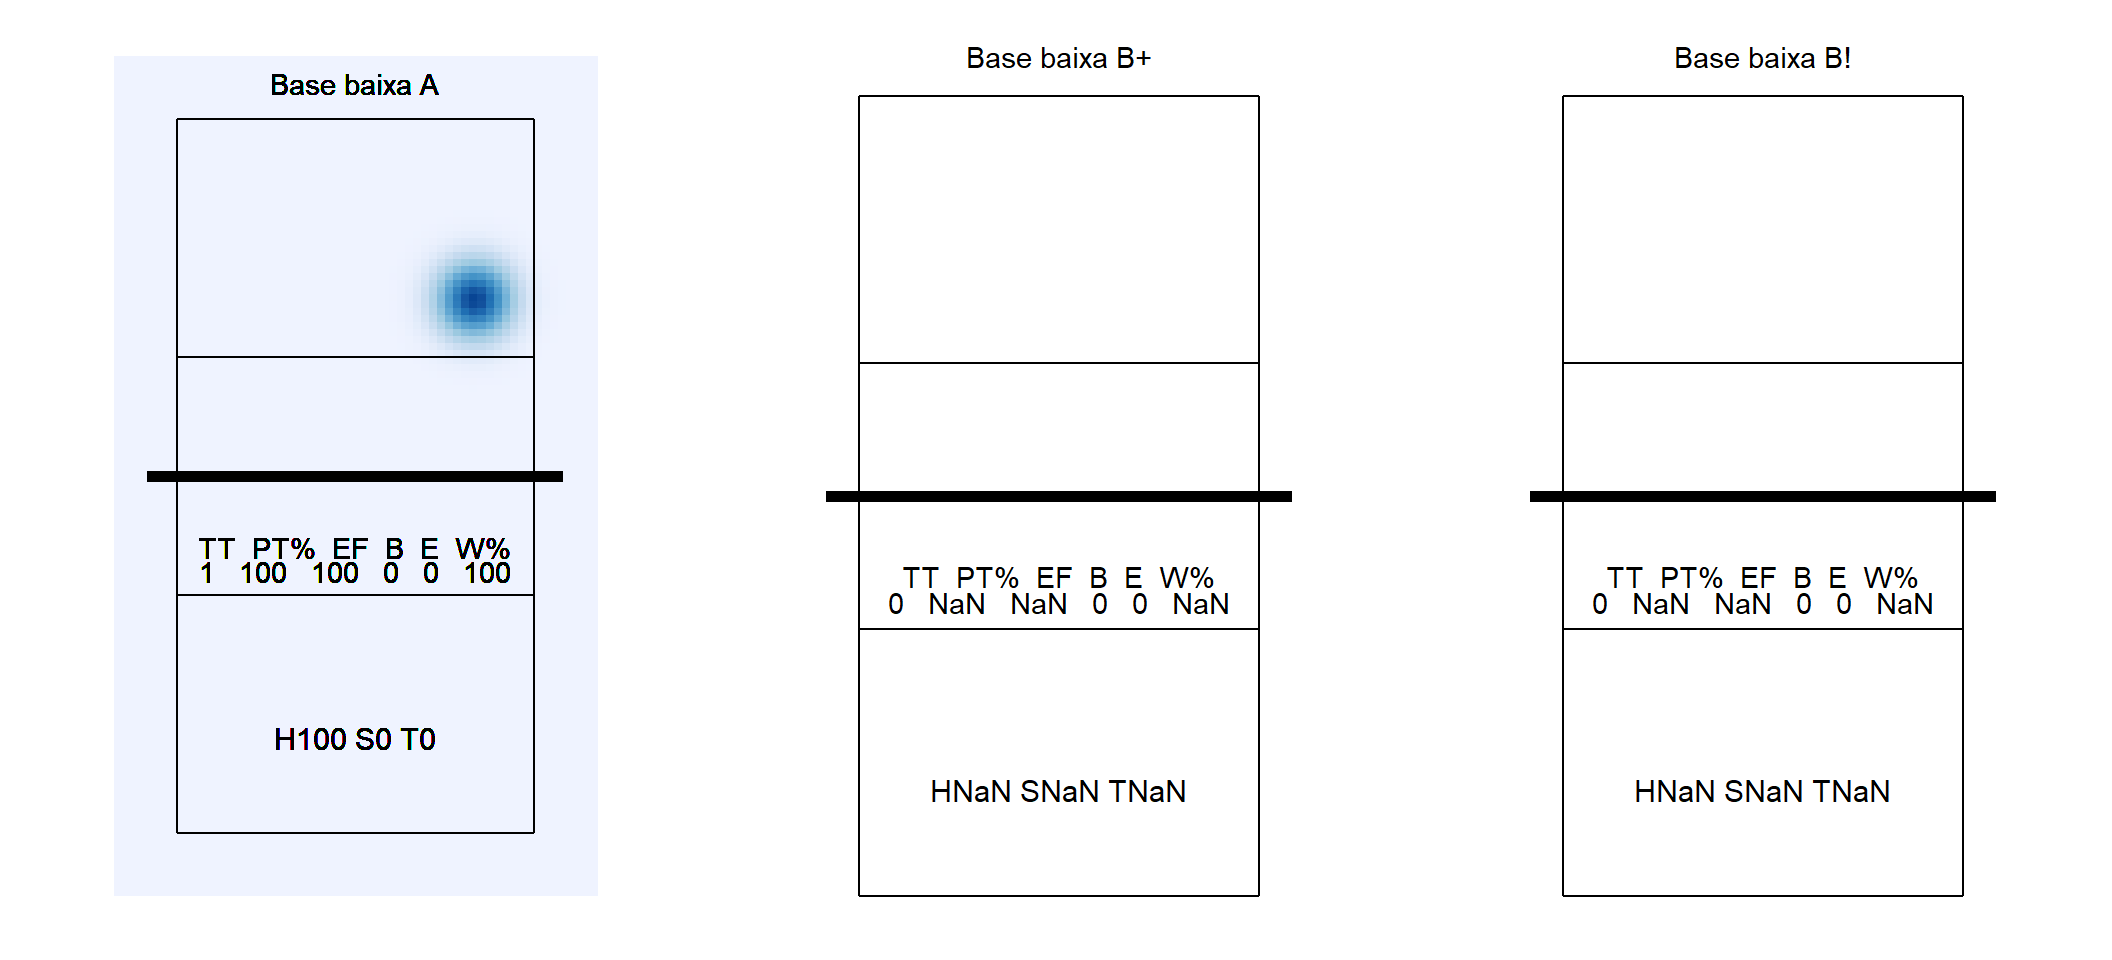 Base baixa A
TT PT% EF B E W%
1 100 100 0 0 100
H100 S0 T0
Base baixa B+
TT PT% EF B E W%
0 NaN NaN 0 0 NaN
HNaN SNaN TNaN
Base baixa B!
TT PT% EF B E W%
0 NaN NaN 0 0 NaN
HNaN SNaN TNaN